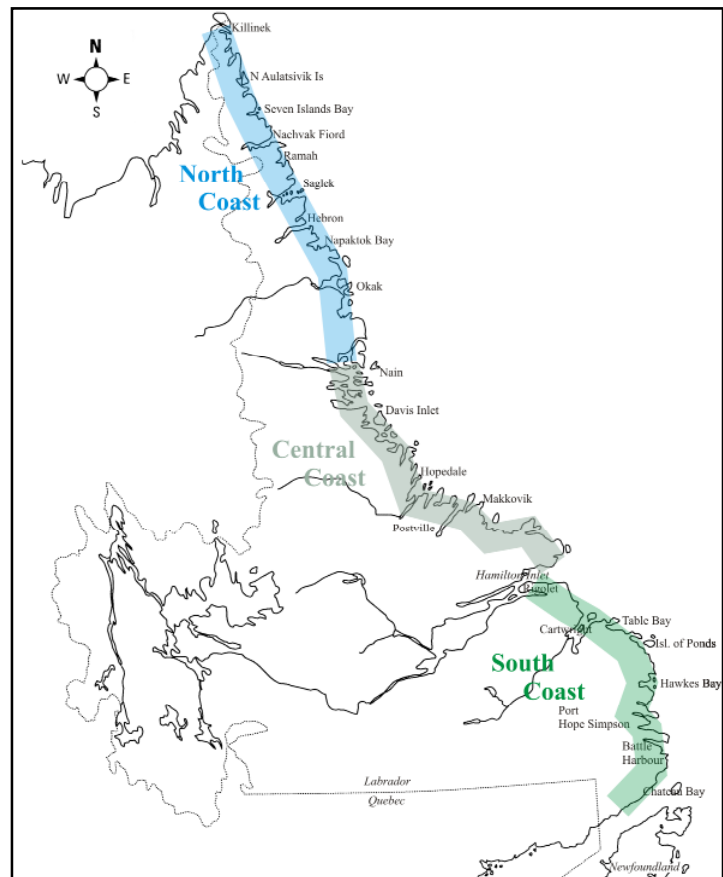 Killinek
N
W E
S
N Aulatsivik Is
Seven Islands Bay
Nachvak Fiord
Ramah
North
Coast
Saglek
Hebron
Napaktok Bay
Okak
Nain
Davis Inlet
Central
Coast
Hopedale
Makkovik
Postville
Hamilton Inlet
Rigolet
Cartwright
Table Bay
Isl. of Ponds
South
Coast
Hawkes Bay
Port
Hope Simpson
Battle
Harbour
Labrador
Quebec
Chateau Bay
Newfoundland